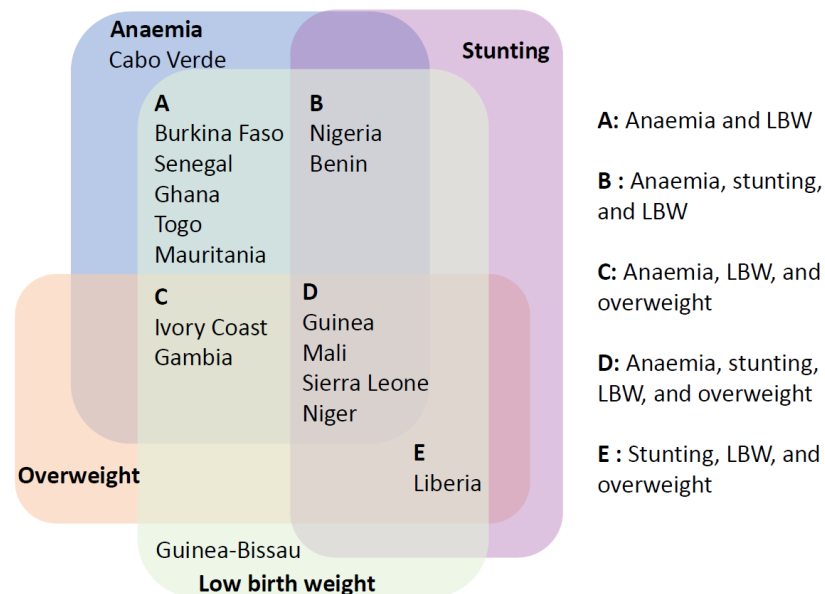 Anaemia
Cabo Verde
Stunting
A
Burkina Faso
Senegal
Ghana
Togo
Mauritania
B
Nigeria
Benin
C
Ivory Coast
Gambia
D
Guinea
Mali
Sierra Leone
Niger
E
Liberia
Overweight
Guinea-Bissau
Low birth weight
A: Anaemia and LBW
B : Anaemia, stunting,
and LBW
C: Anaemia, LBW, and
overweight
D: Anaemia, stunting,
LBW, and overweight
E : Stunting, LBW, and
overweight